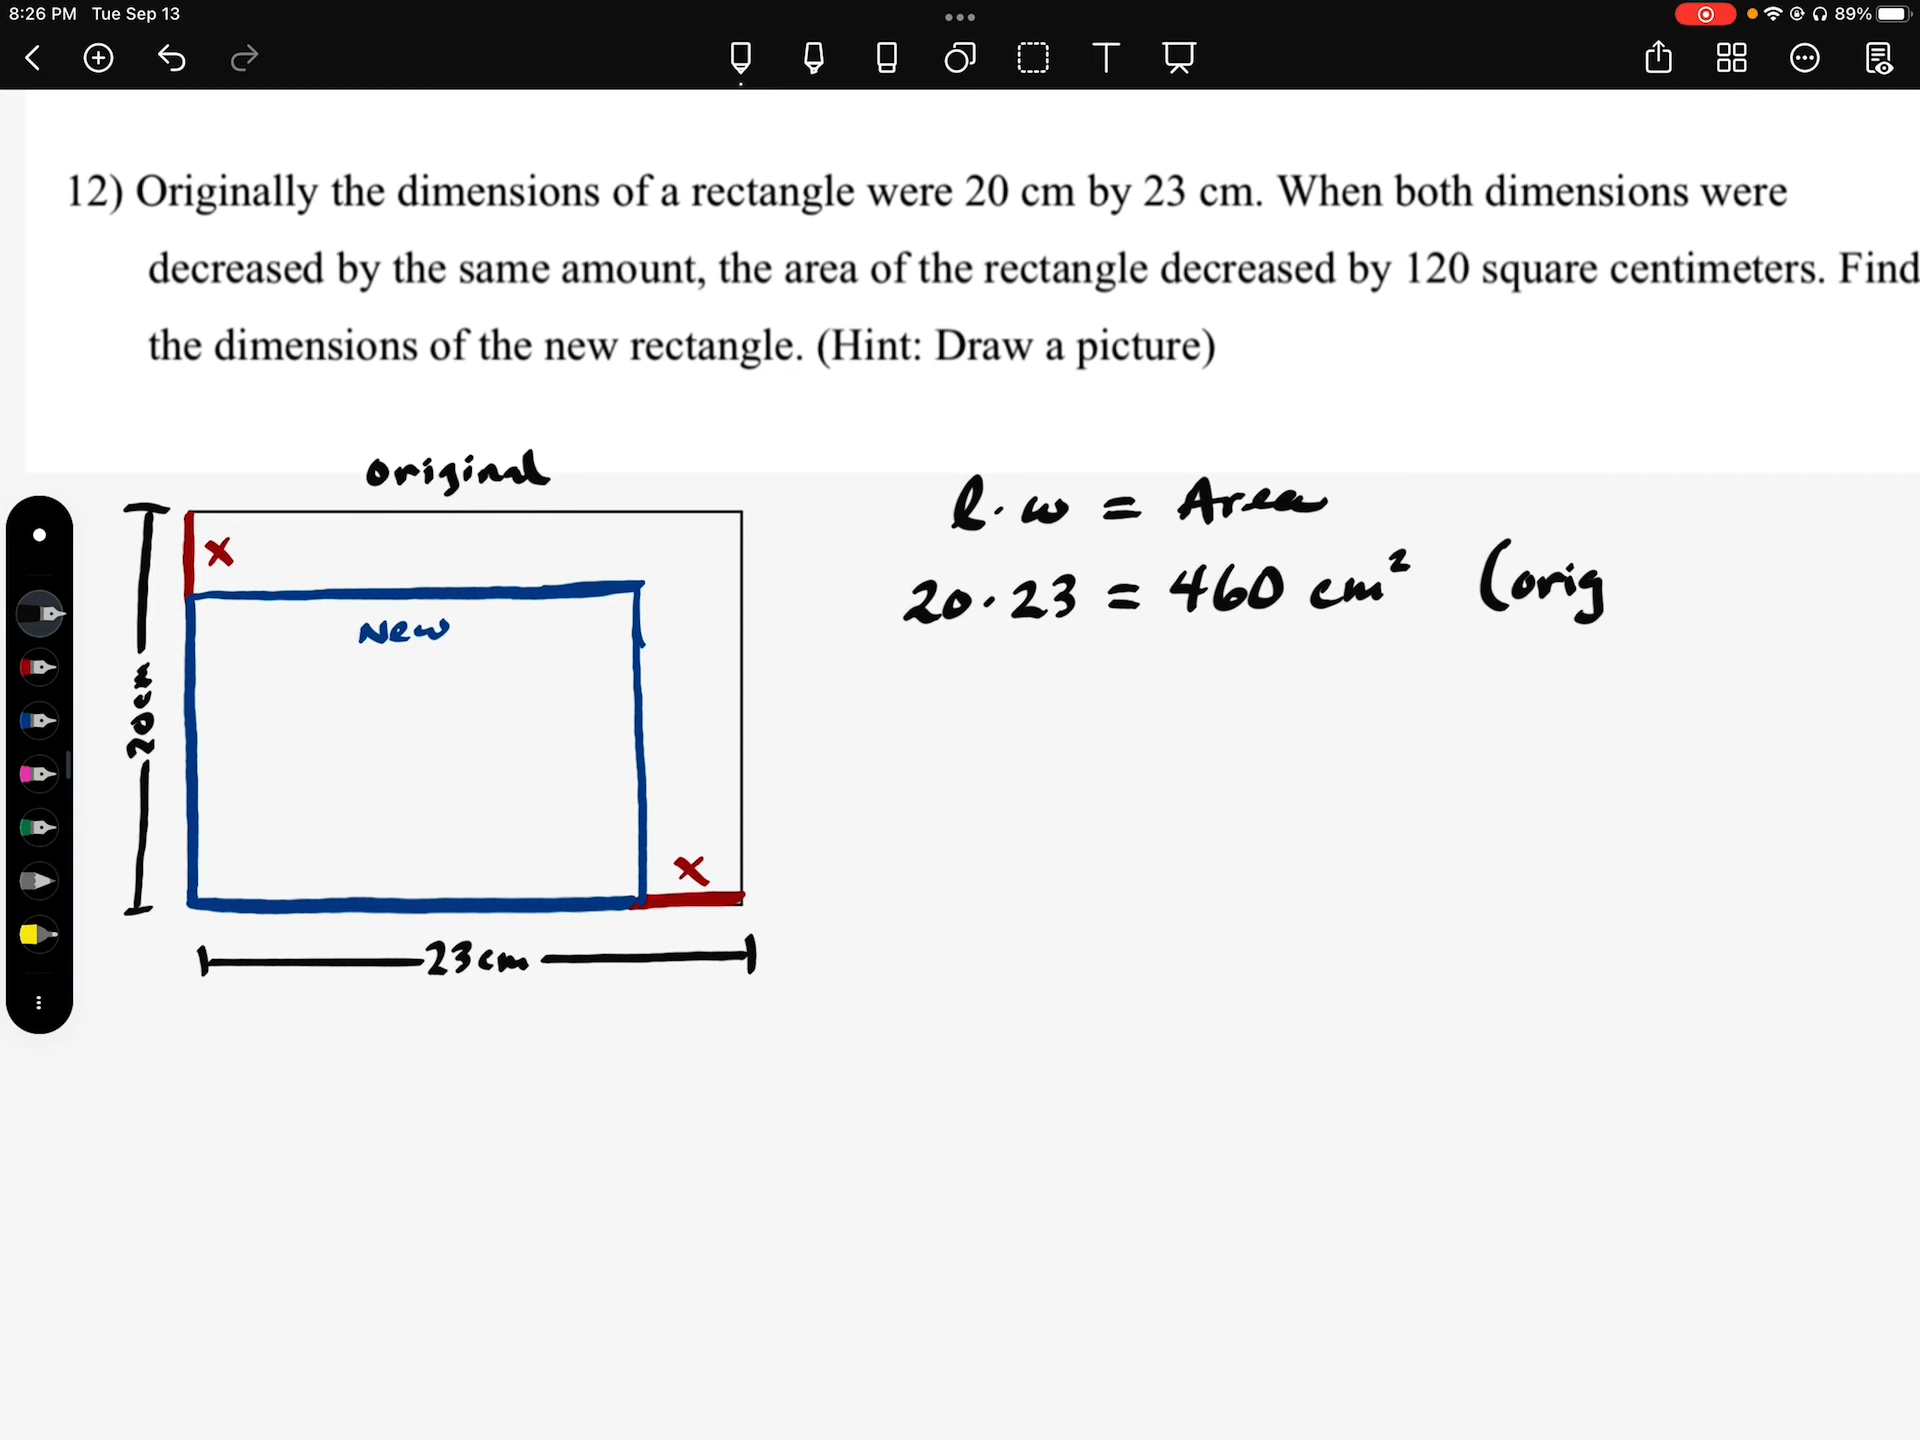 8:26 PM Tue Sep 13
89%
12) Originally the dimensions of a rectangle were 20 cm by 23 cm. When both dimensions were
decreased by the same amount, the area of the rectangle decreased by 120 square centimeters. Find
the dimensions of the new rectangle. (Hint: Draw a picture)
original
l · w = Area
x
20 · 23 = 460 cm² (orig
New
20cm
x
23cm